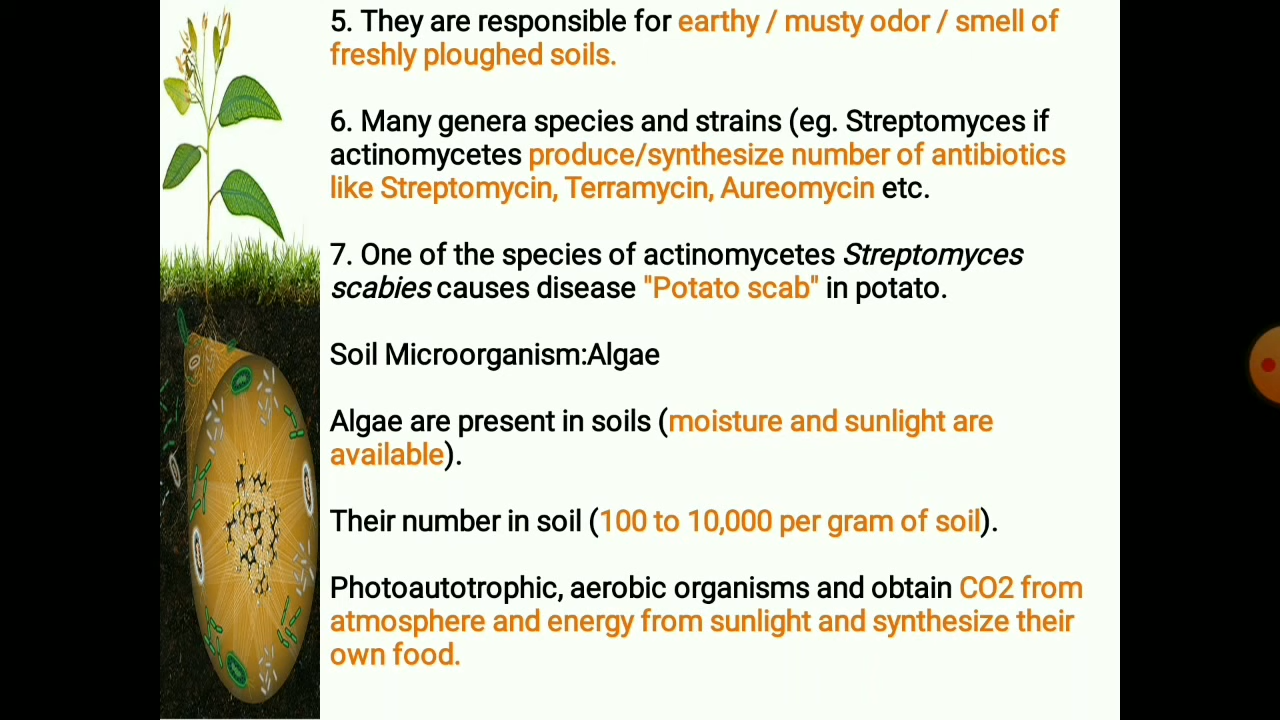 5. They are responsible for earthy / musty odor / smell of
freshly ploughed soils.
6. Many genera species and strains (eg. Streptomyces if
actinomycetes produce/synthesize number of antibiotics
like Streptomycin, Terramycin, Aureomycin etc.
7. One of the species of actinomycetes Streptomyces
scabies causes disease "Potato scab" in potato.
Soil Microorganism:Algae
Algae are present in soils (moisture and sunlight are
available).
Their number in soil (100 to 10,000 per gram of soil).
Photoautotrophic, aerobic organisms and obtain CO2 from
atmosphere and energy from sunlight and synthesize their
own food.